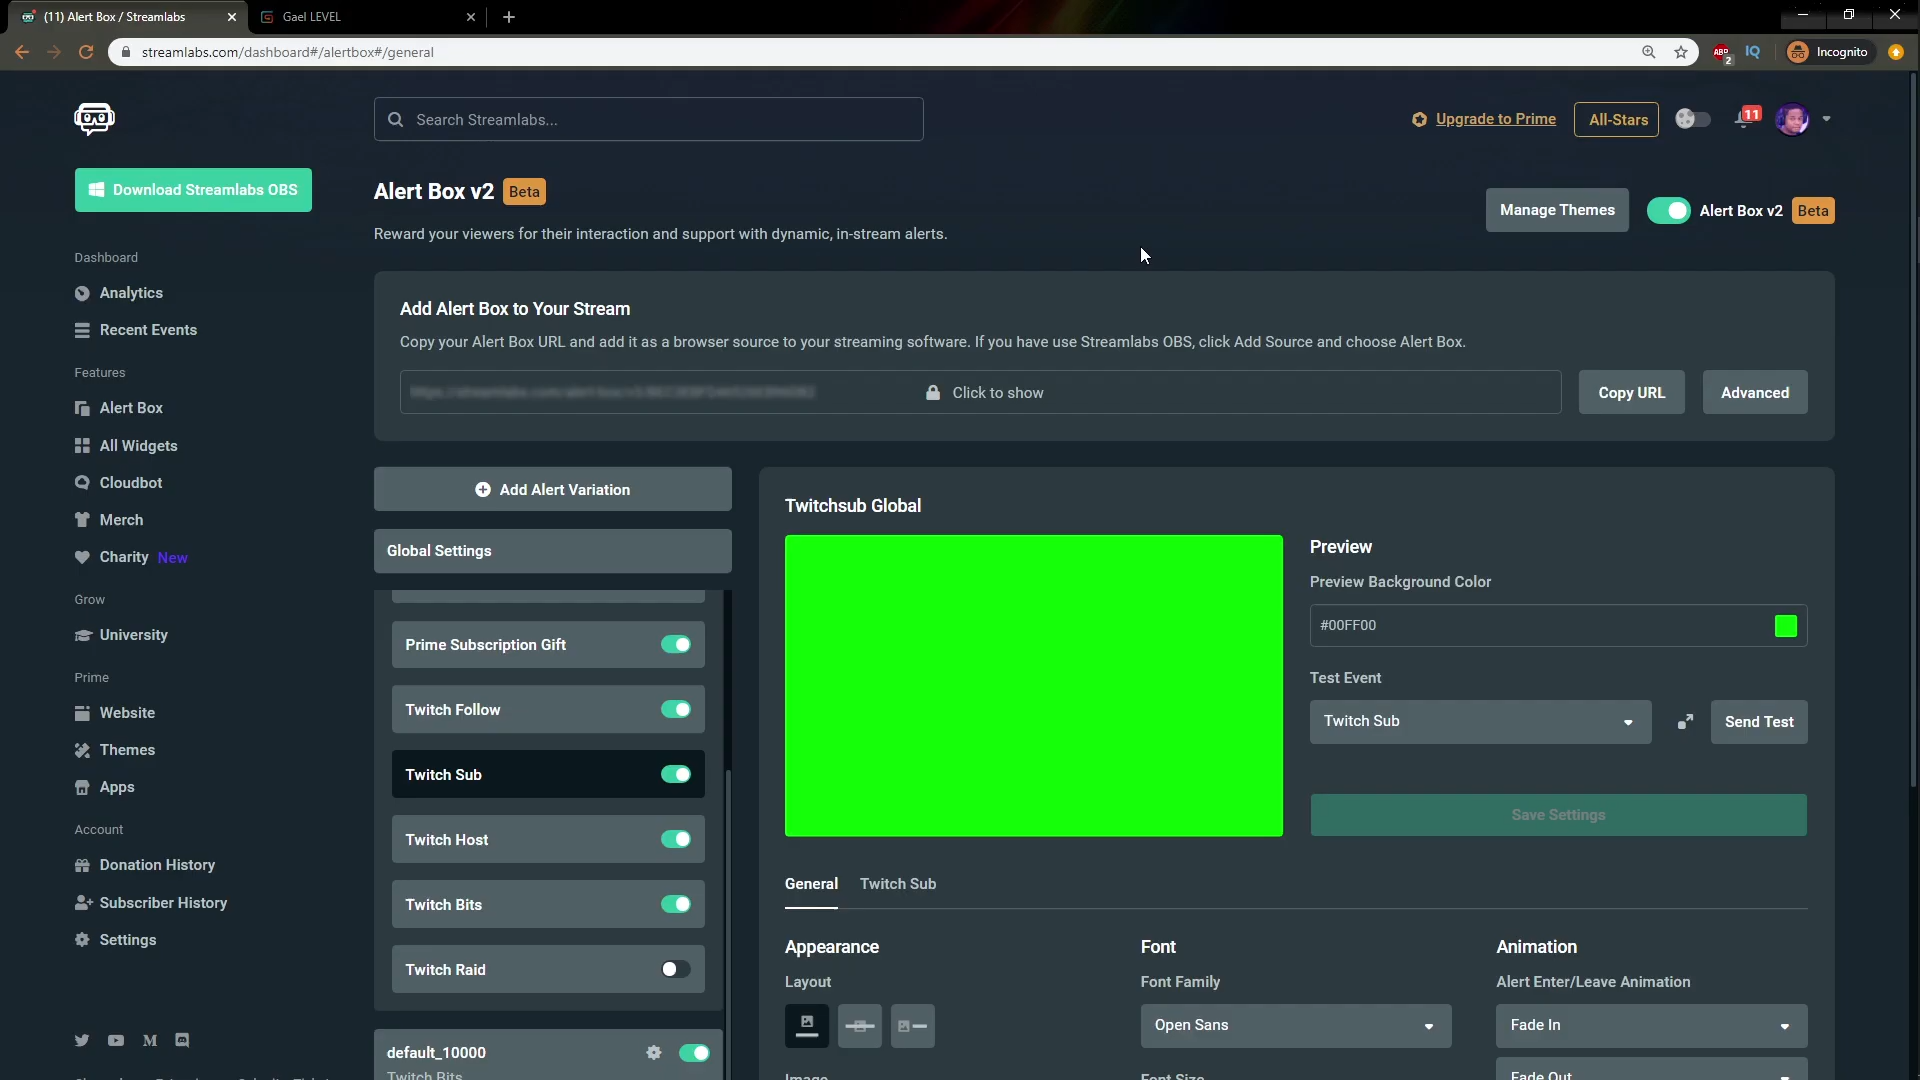 (11) Alert Box / Streamlabs
Gael LEVEL
streamlabs.com/dashboard#/alertbox#/general
ABP
2
IQ
Incognito
Search Streamlabs...
Upgrade to Prime
All-Stars
11
Download Streamlabs OBS
Alert Box v2 Beta
Manage Themes
Alert Box v2 Beta
Reward your viewers for their interaction and support with dynamic, in-stream alerts.
Dashboard
Analytics
Recent Events
Features
Alert Box
All Widgets
Cloudbot
Merch
Charity New
Grow
University
Prime
Website
Themes
Apps
Account
Donation History
Subscriber History
Settings
Add Alert Box to Your Stream
Copy your Alert Box URL and add it as a browser source to your streaming software. If you have use Streamlabs OBS, click Add Source and choose Alert Box.
Click to show
Copy URL
Advanced
Add Alert Variation
Global Settings
Prime Subscription Gift
Twitch Follow
Twitch Sub
Twitch Host
Twitch Bits
Twitch Raid
default_10000
Twitch Bits
Twitchsub Global
Preview
Preview Background Color
#00FF00
Test Event
Twitch Sub
Send Test
Save Settings
General
Twitch Sub
Appearance
Layout
Image
Font
Font Family
Open Sans
Font Size
Animation
Alert Enter/Leave Animation
Fade In
Fade Out